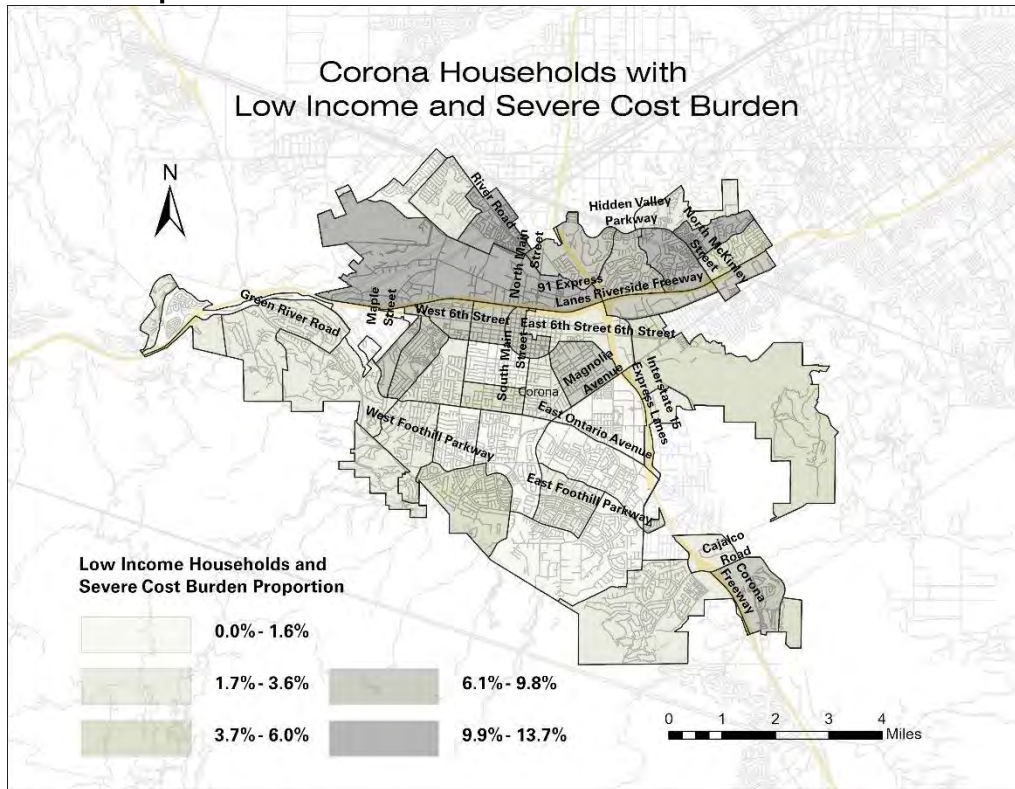 Corona Households with
Low Income and Severe Cost Burden
N
River Road
Hidden Valley
Parkway
North McKinley
Street
North Main
Street
91 Express
Lanes Riverside Freeway
Green River Road
Maple
Street
West 6th Street
East 6th Street 6th Street
South Main
Street
Magnolia
Avenue
Interstate 15
Express Lanes
Corona
East Ontario Avenue
West Foothill Parkway
East Foothill Parkway
Cajalco
Road
Corona
Freeway
Low Income Households and
Severe Cost Burden Proportion
0.0% - 1.6%
1.7% - 3.6%
6.1% - 9.8%
3.7% - 6.0%
9.9% - 13.7%
0 1 2 3 4
Miles